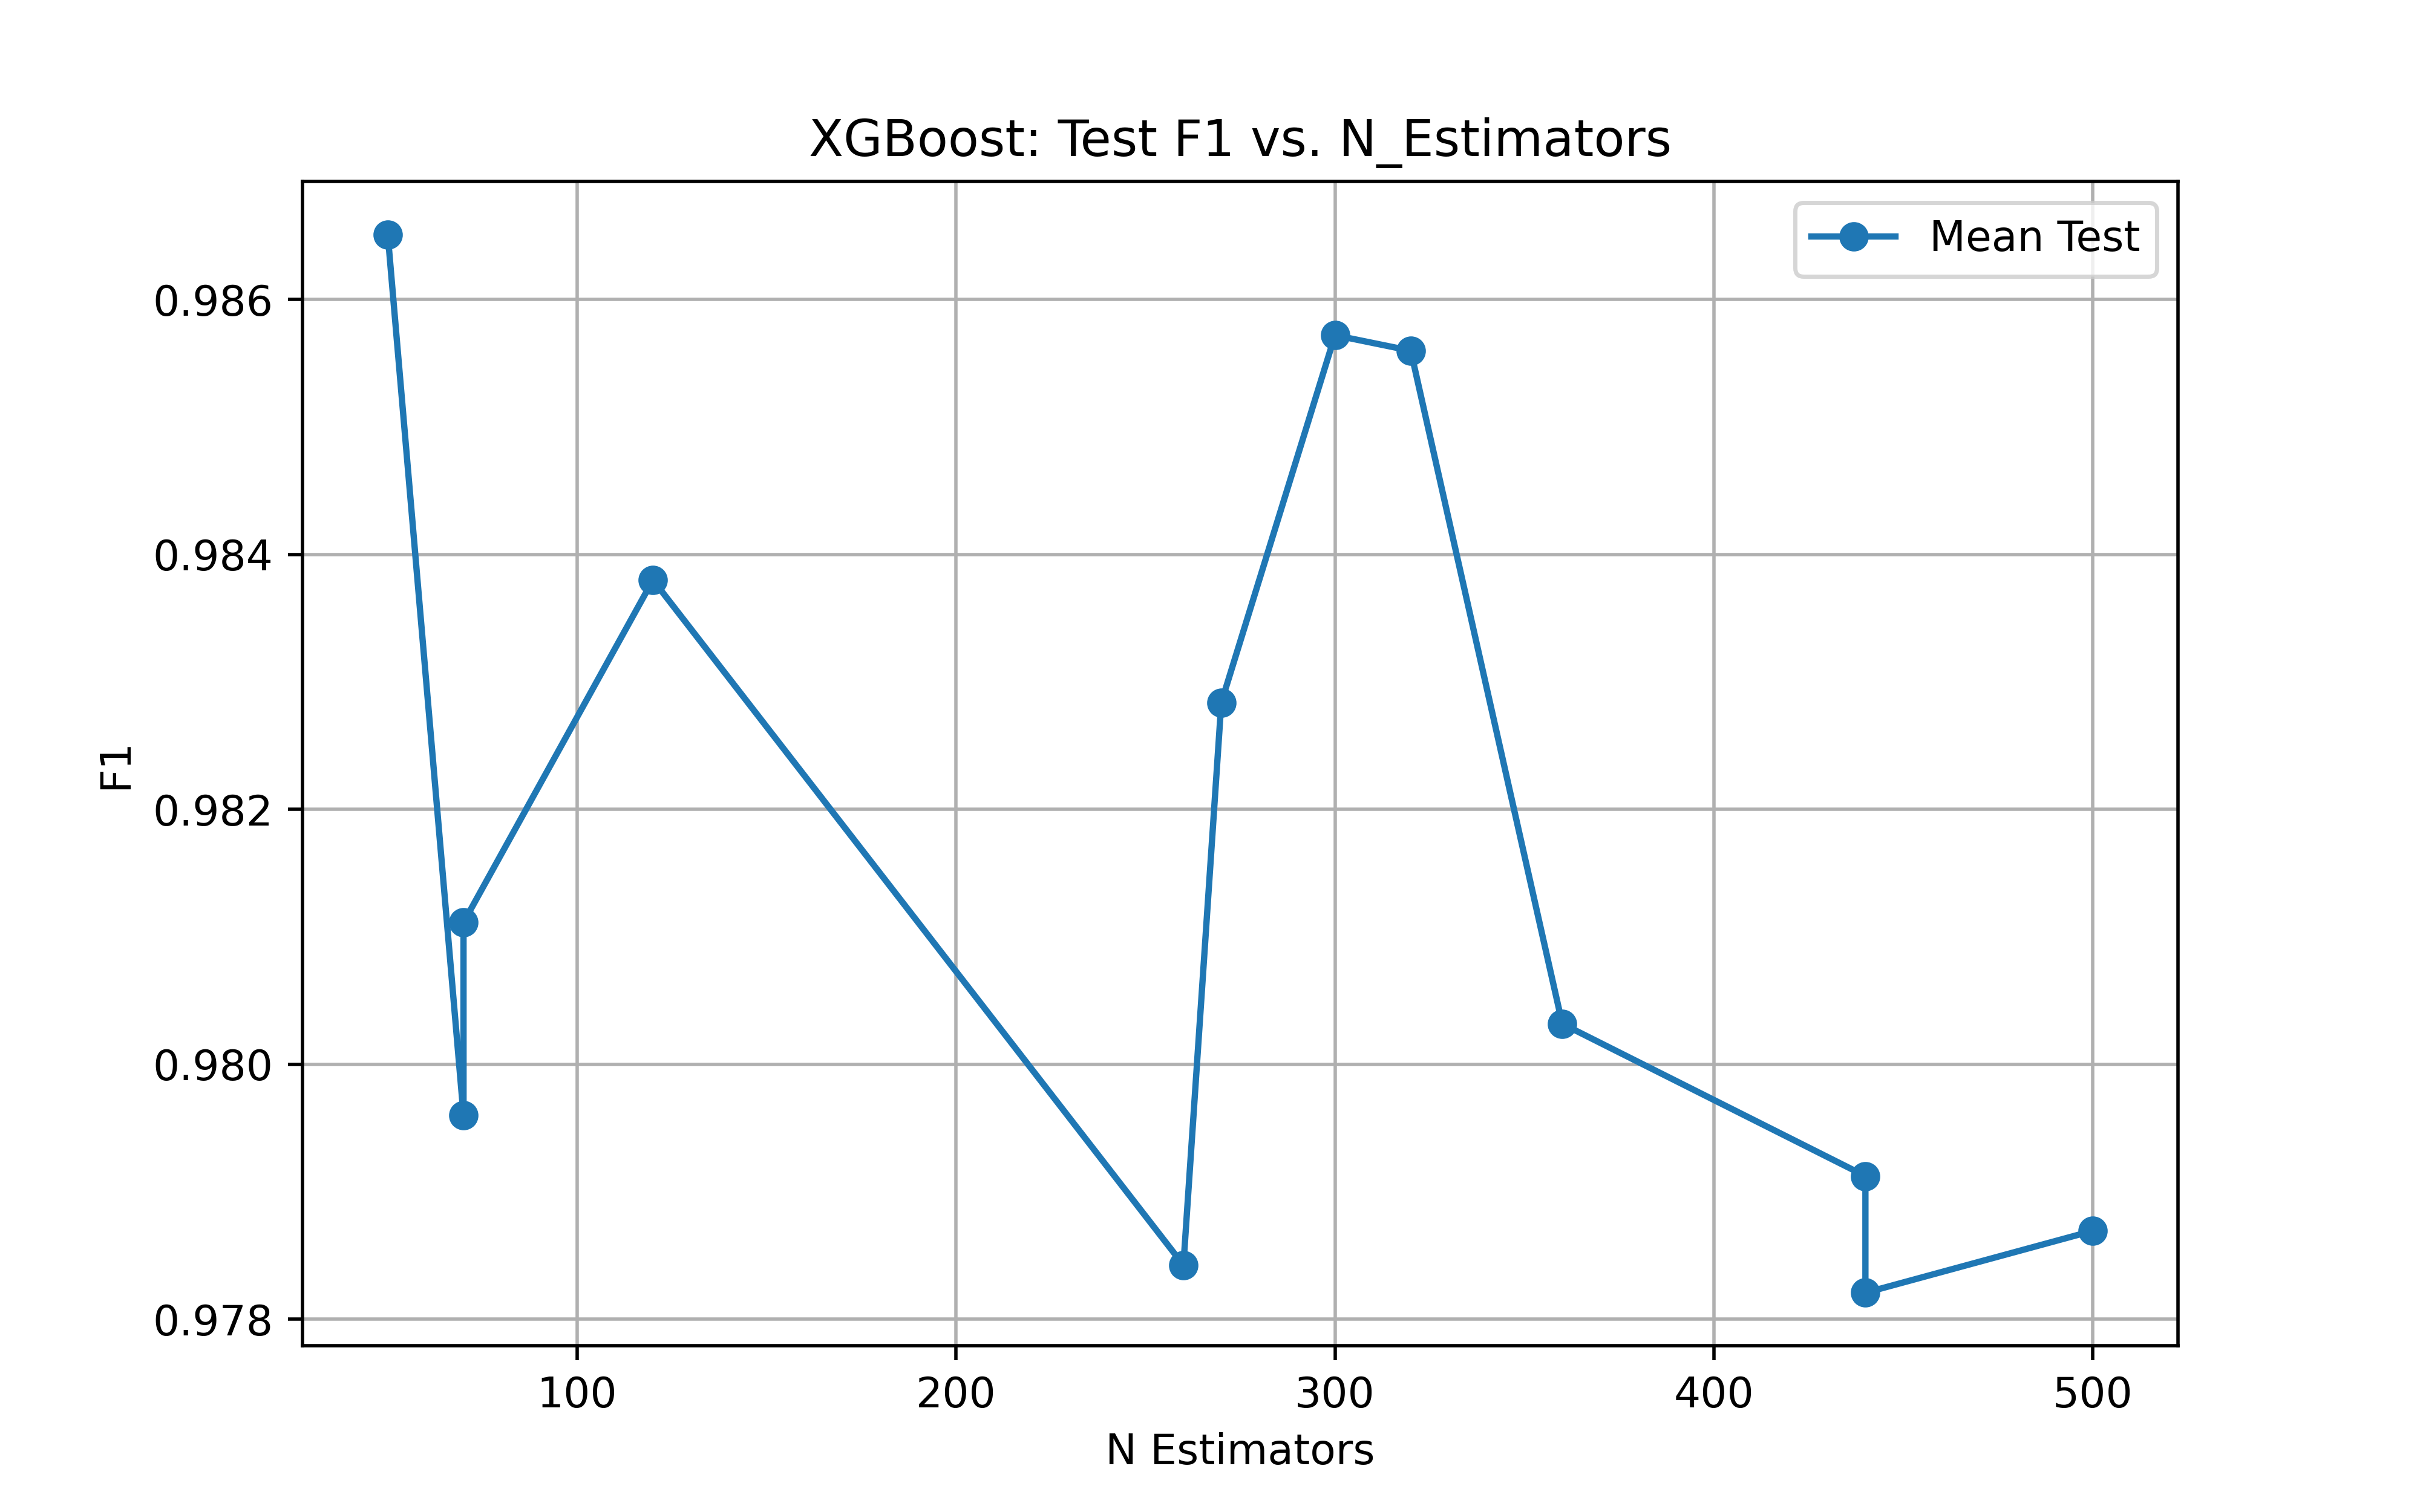 XGBoost: Test F1 vs. N_Estimators
Mean Test
0.986
0.984
0.982
0.980
0.978
F1
100 200 300 400 500
N Estimators